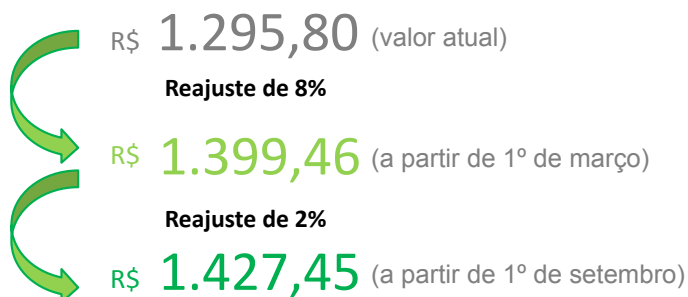 R$ 1.295,80 (valor atual)
Reajuste de 8%
R$ 1.399,46 (a partir de 1º de março)
Reajuste de 2%
R$ 1.427,45 (a partir de 1º de setembro)